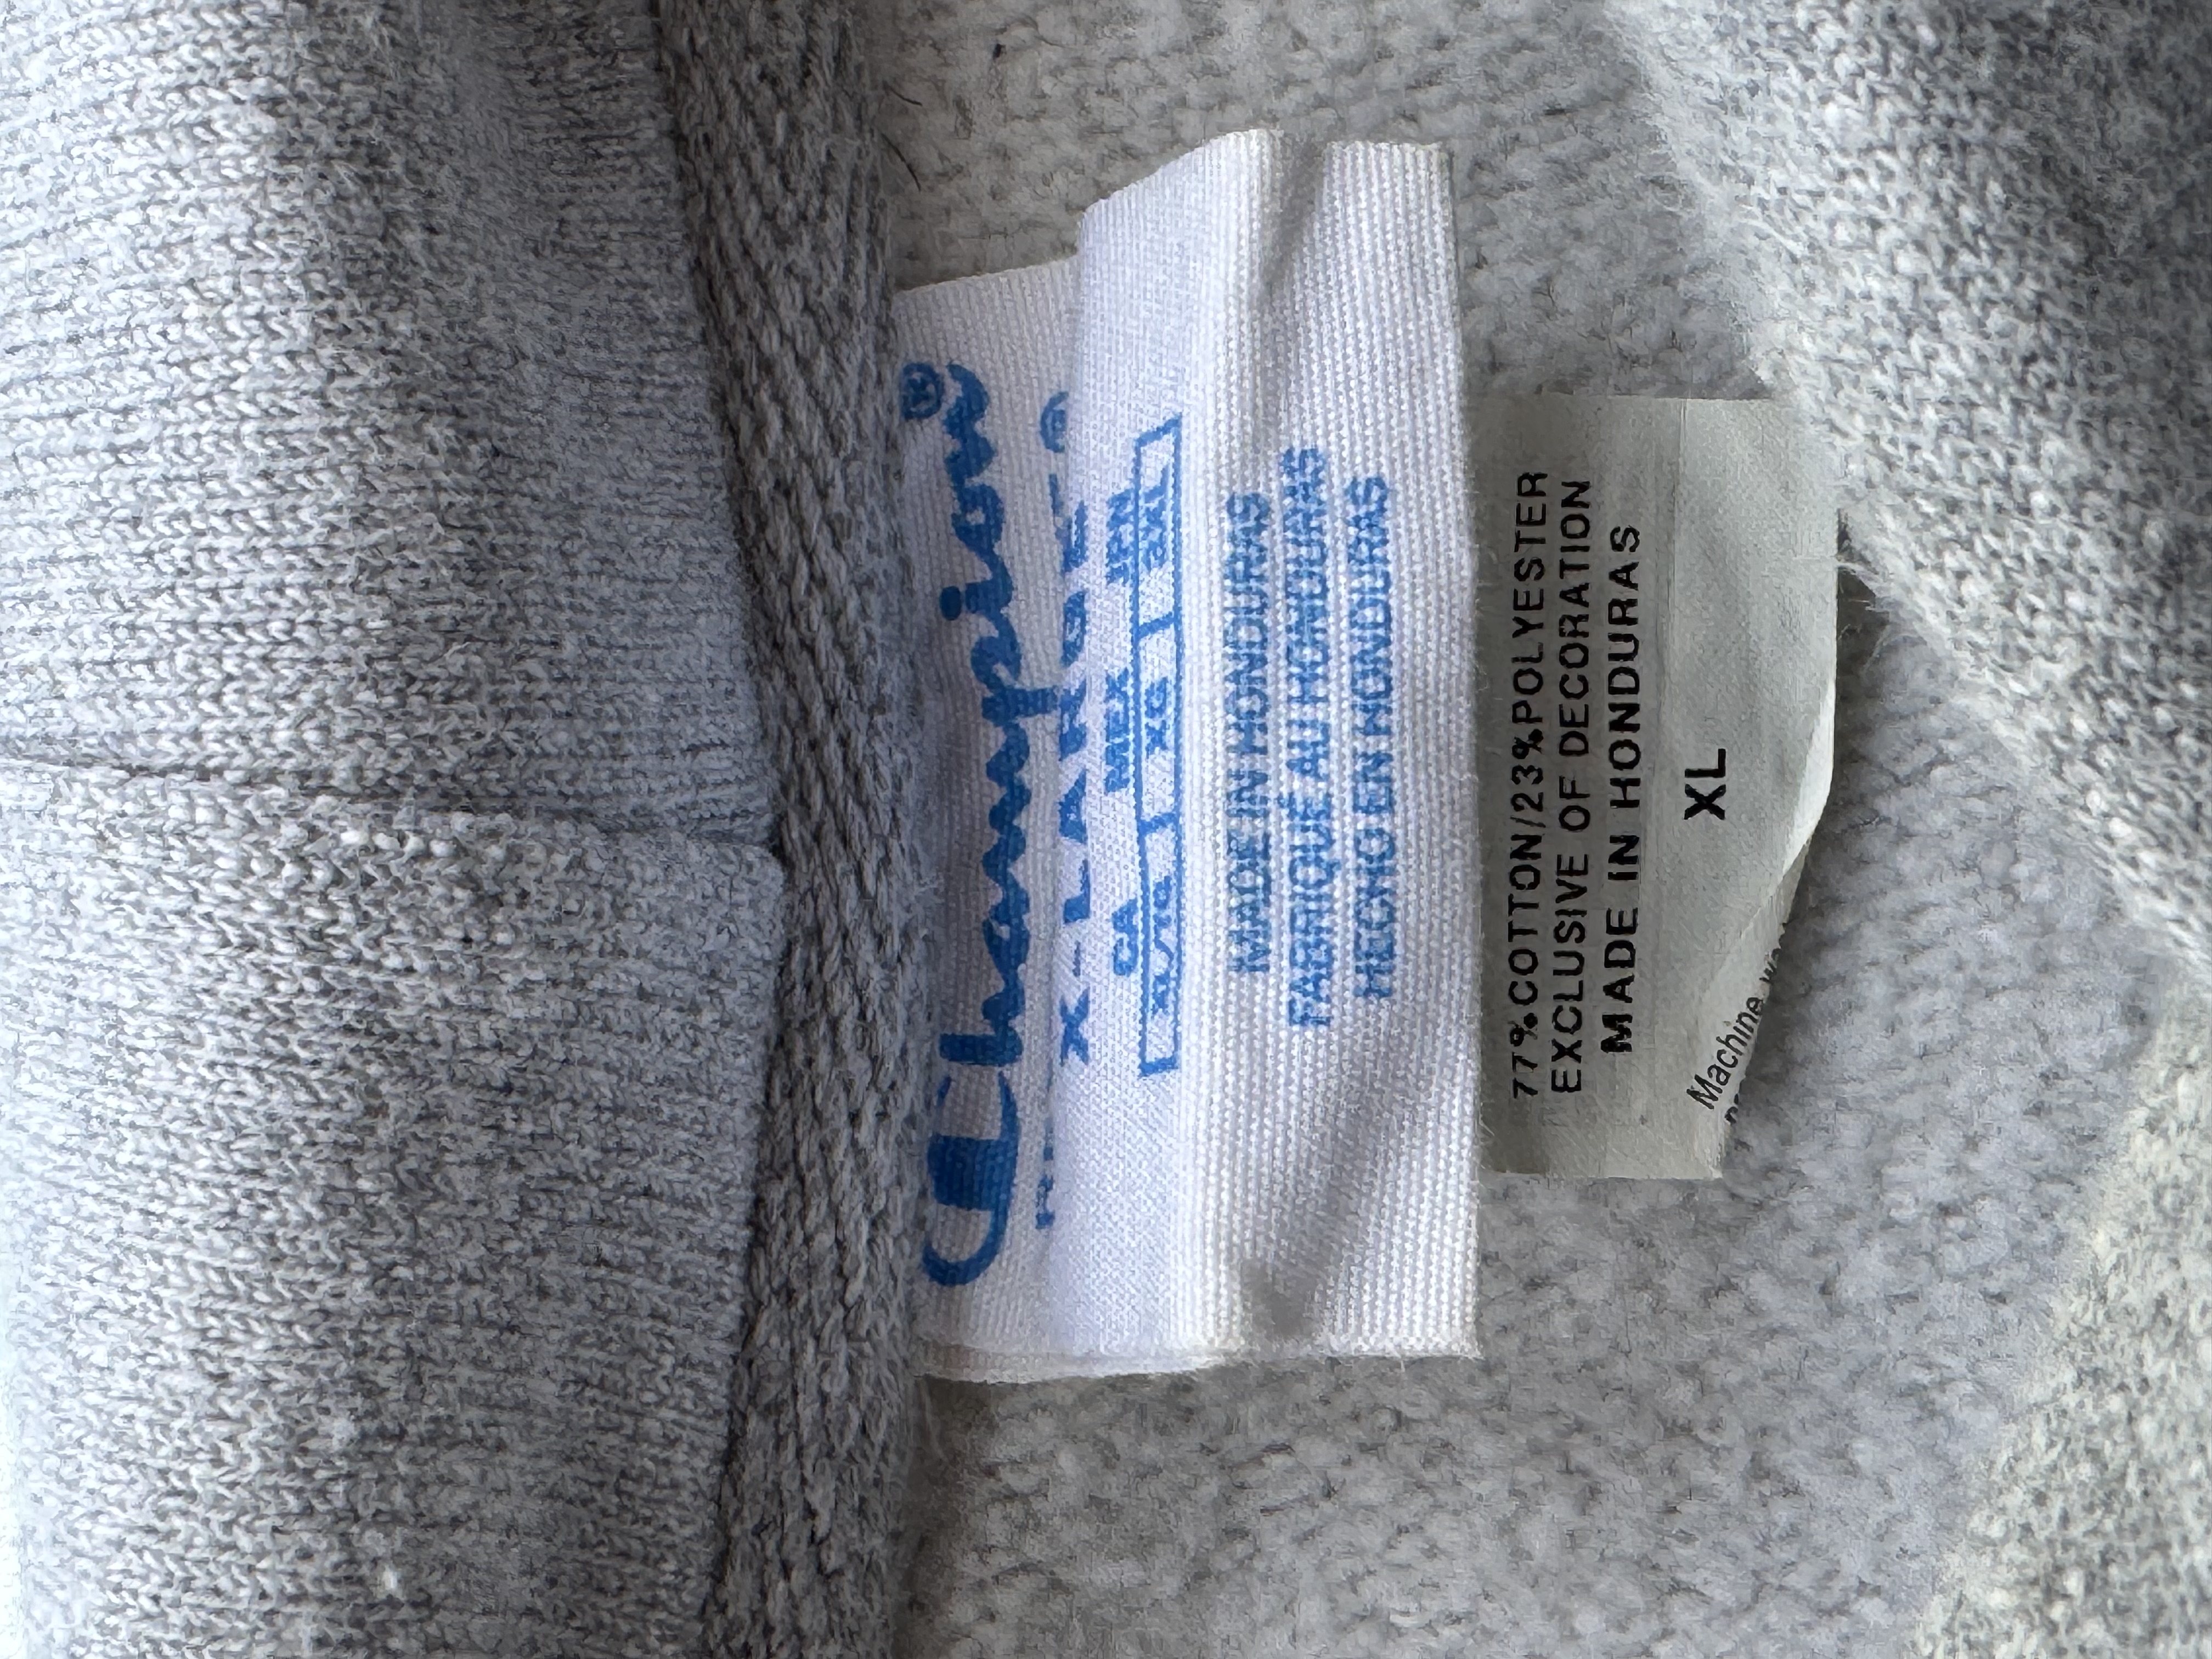 Champion®
X-LARGE
CA MEX JPN
XL/TG XG 2XL
MADE IN HONDURAS
FABRIQUÉ AU HONDURAS
HECHO EN HONDURAS
77%COTTON/23%POLYESTER
EXCLUSIVE OF DECORATION
MADE IN HONDURAS
XL
Machine